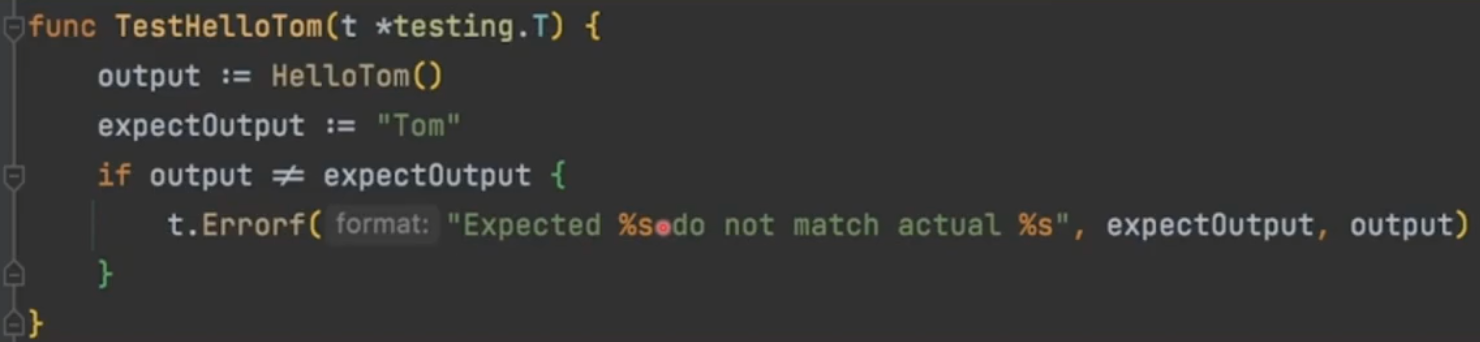 func TestHelloTom(t *testing.T) {
    output := HelloTom()
    expectOutput := "Tom"
    if output ≠ expectOutput {
        t.Errorf( format: "Expected %s do not match actual %s", expectOutput, output)
    }
}